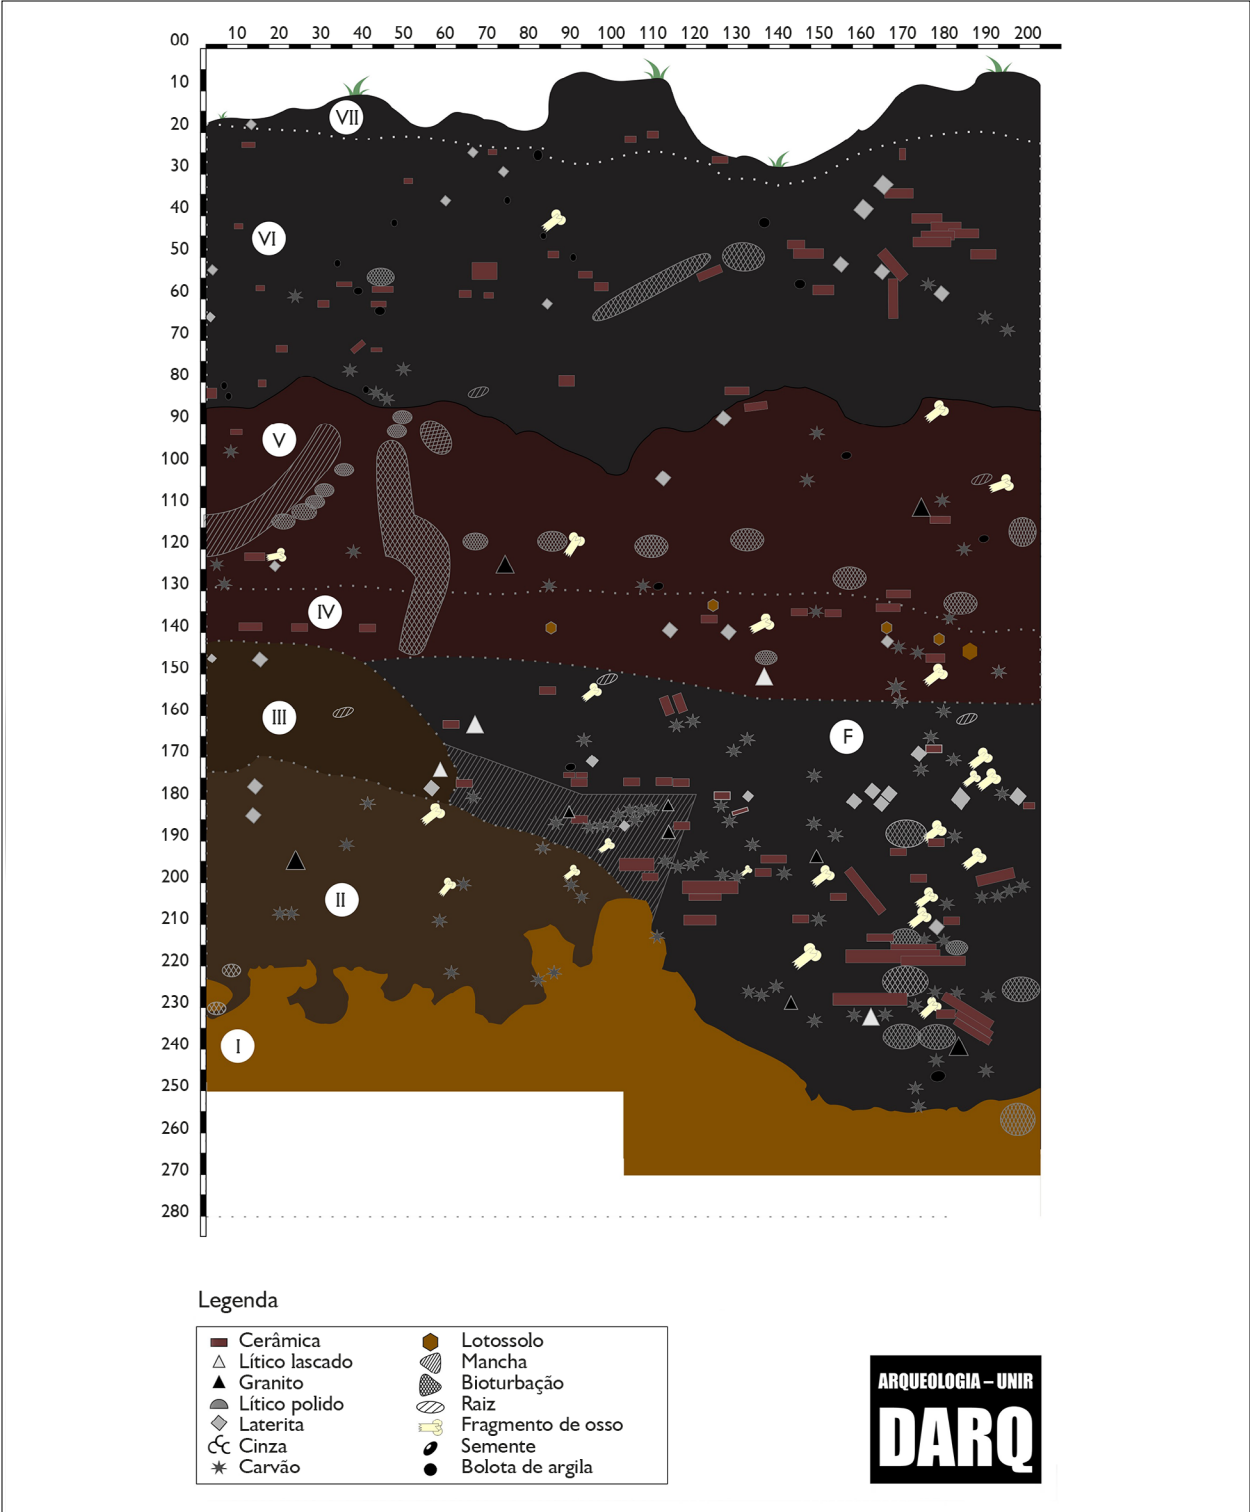 10 20 30 40 50 60 70 80 90 100 110 120 130 140 150 160 170 180 190 200
00
10
VII
20
30
40
VI
50
60
70
80
90
V
100
110
120
130
IV
140
150
160
III
F
170
180
190
200
II
210
220
230
I
240
250
260
270
280
Legenda
Cerâmica
Lítico lascado
Granito
Lítico polido
Laterita
Cinza
Carvão
Lotossolo
Mancha
Bioturbação
Raiz
Fragmento de osso
Semente
Bolota de argila
ARQUEOLOGIA – UNIR
DARQ